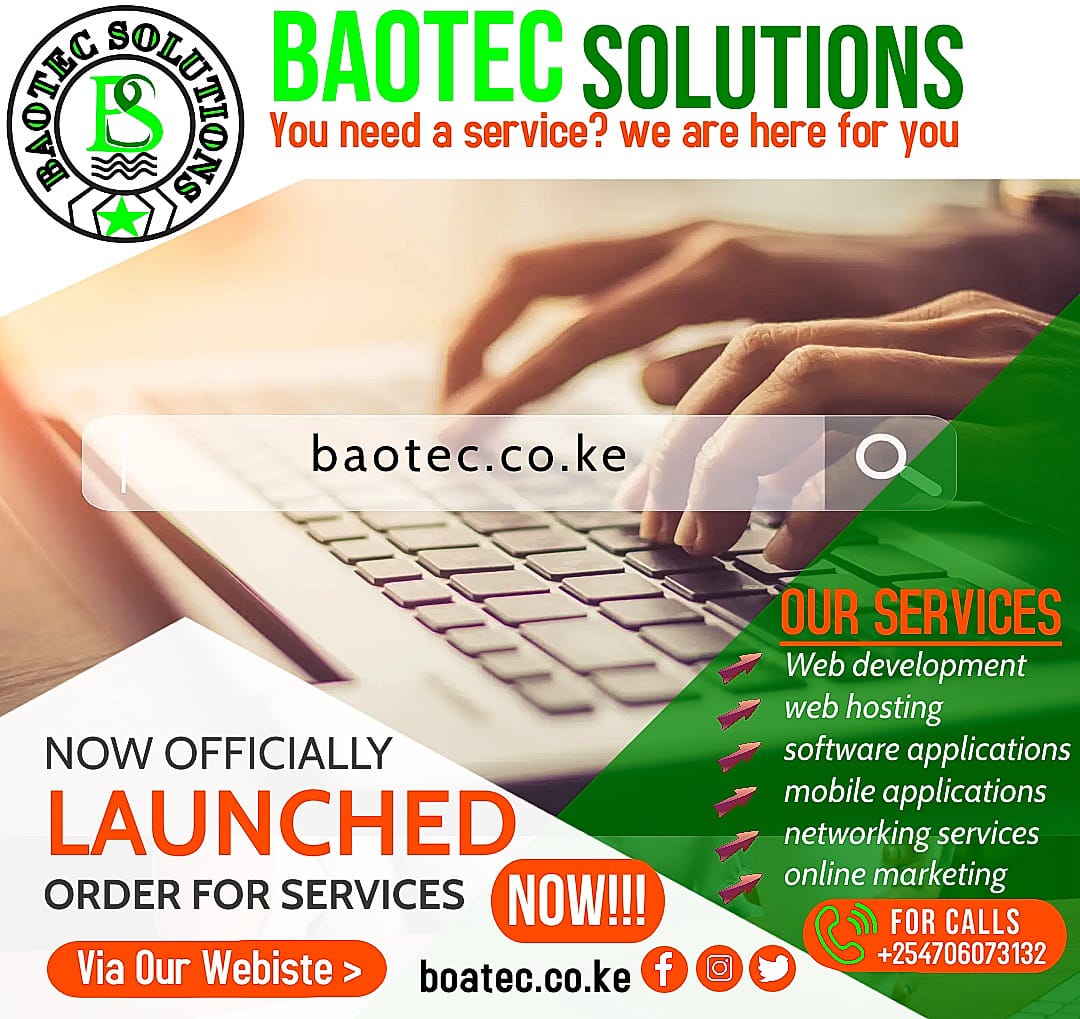 BAOTEC SOLUTIONS
BS
BAOTEC SOLUTIONS
You need a service? we are here for you
baotec.co.ke
OUR SERVICES
Web development
web hosting
software applications
mobile applications
networking services
online marketing
NOW OFFICIALLY
LAUNCHED
ORDER FOR SERVICES
NOW!!!
Via Our Webiste >
boatec.co.ke
FOR CALLS
+254706073132